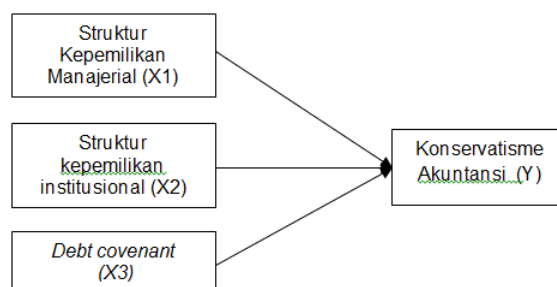 Struktur
Kepemilikan
Manajerial (X1)
Struktur
kepemilikan
institusional (X2)
Debt covenant
(X3)
Konservatisme
Akuntansi (Y)